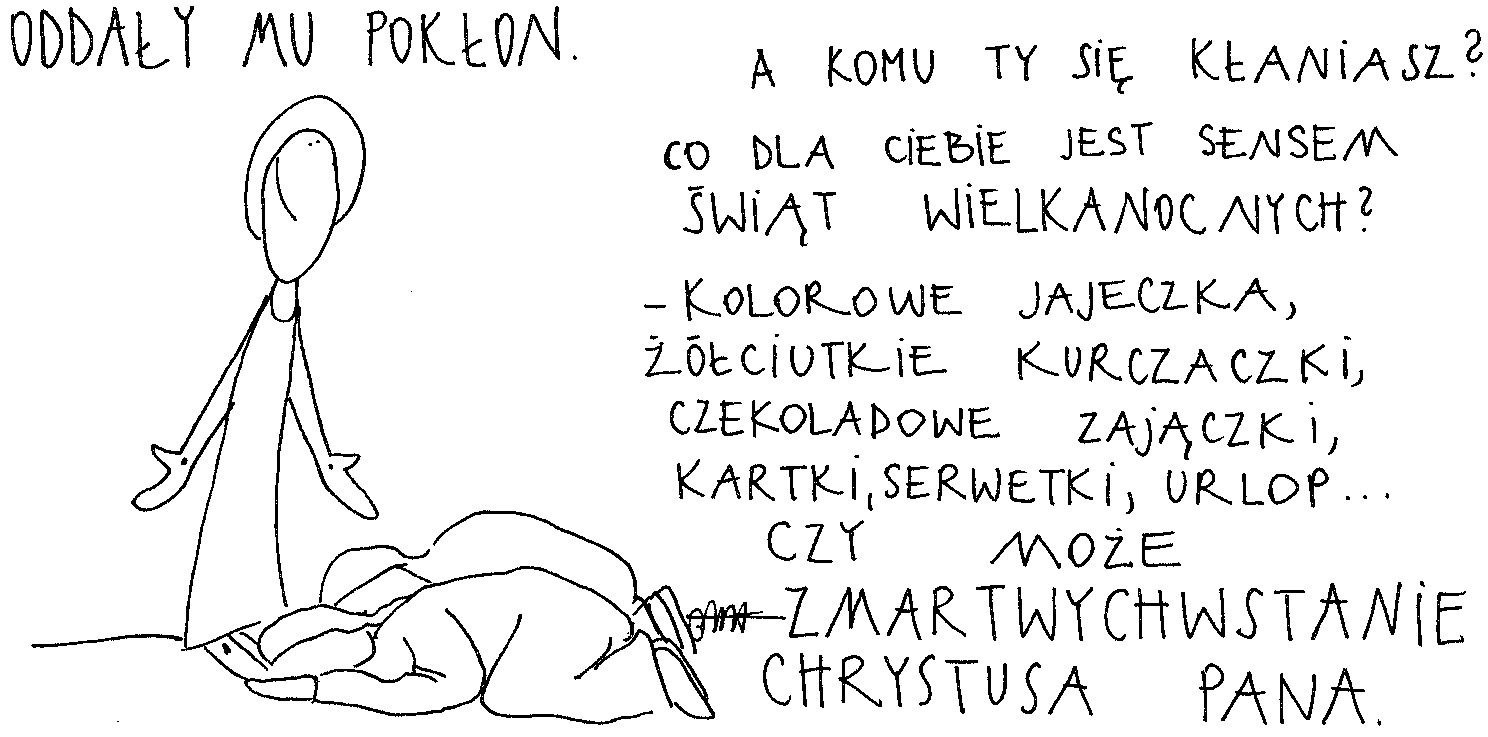 ODDAŁY MU POKŁON.
A KOMU TY SIĘ KŁANIASZ?
CO DLA CIEBIE JEST SENSEM
ŚWIĄT WIELKANOCNYCH?
- KOLOROWE JAJECZKA,
ŻÓŁCIUTKIE KURCZACZKI,
CZEKOLADOWE ZAJĄCZKI,
KARTKI, SERWETKI, URLOP...
CZY MOŻE
ZMARTWYCHWSTANIE
CHRYSTUSA PANA.